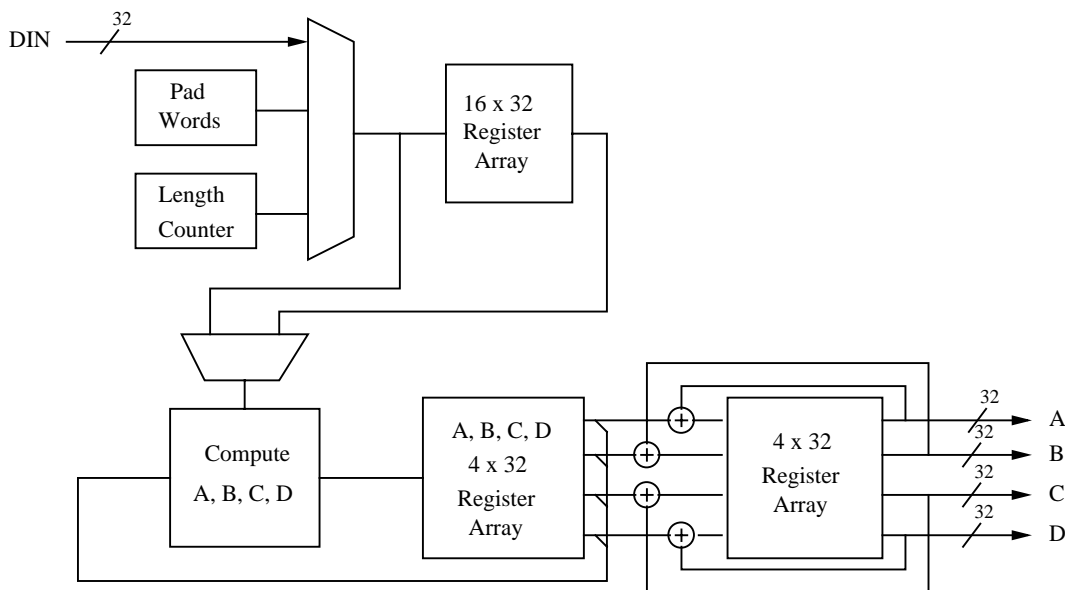 32
DIN
Pad
Words
16 x 32
Register
Array
Length
Counter
Compute
A, B, C, D
A, B, C, D
4 x 32
Register
Array
+
+
+
+
4 x 32
Register
Array
32
A
32
B
32
C
32
D